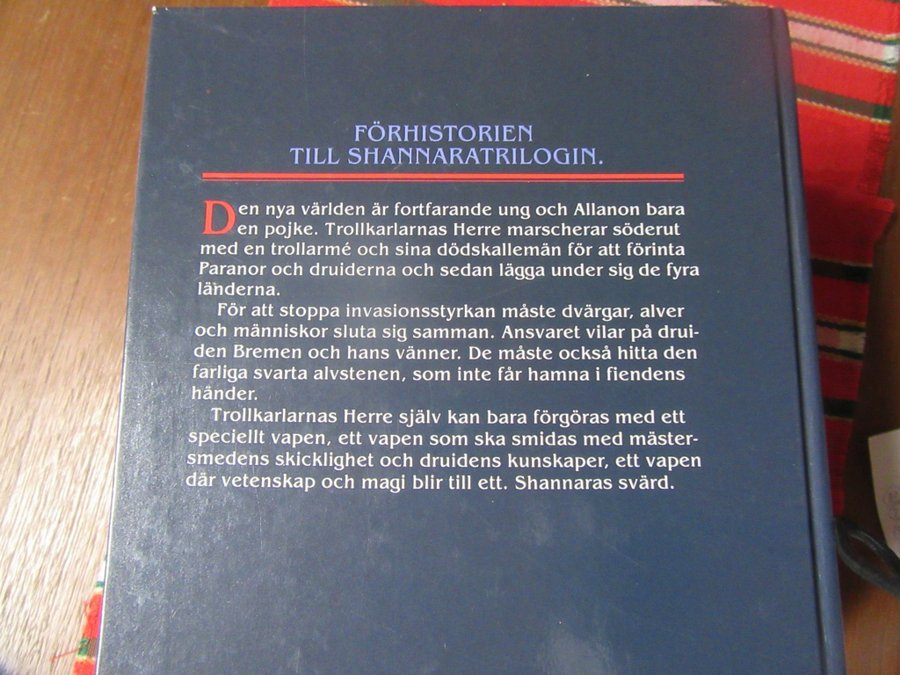 FÖRHISTORIEN
TILL SHANNARATRILOGIN.
Den nya världen är fortfarande ung och Allanon bara
en pojke. Trollkarlarnas Herre marscherar söderut
med en trollarmé och sina dödskallemän för att förinta
Paranor och druiderna och sedan lägga under sig de fyra
länderna.
För att stoppa invasionsstyrkan måste dvärgar, alver
och människor sluta sig samman. Ansvaret vilar på drui-
den Bremen och hans vänner. De måste också hitta den
farliga svarta alvstenen, som inte får hamna i fiendens
händer.
Trollkarlarnas Herre själv kan bara förgöras med ett
speciellt vapen, ett vapen som ska smidas med mäster-
smedens skicklighet och druidens kunskaper, ett vapen
där vetenskap och magi blir till ett. Shannaras svärd.